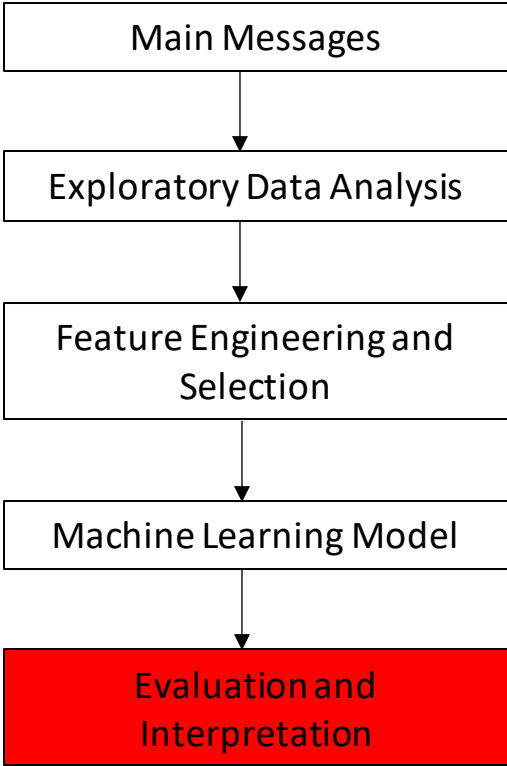 Main Messages
Exploratory Data Analysis
Feature Engineering and
Selection
Machine Learning Model
Evaluation and
Interpretation